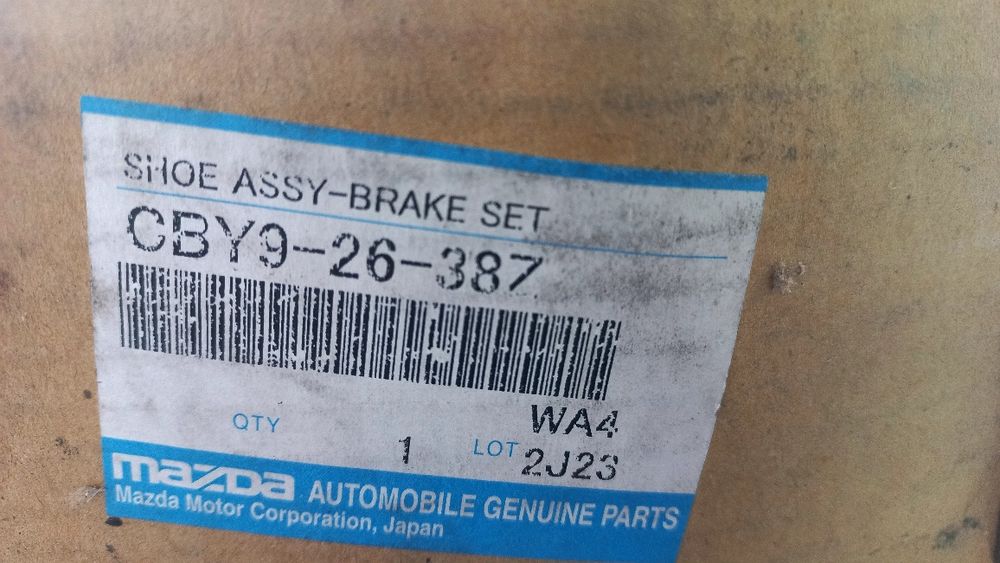 SHOE ASSY-BRAKE SET
CBY9-26-387
WA4
QTY 1 LOT 2J23
mazda AUTOMOBILE GENUINE PARTS
Mazda Motor Corporation, Japan